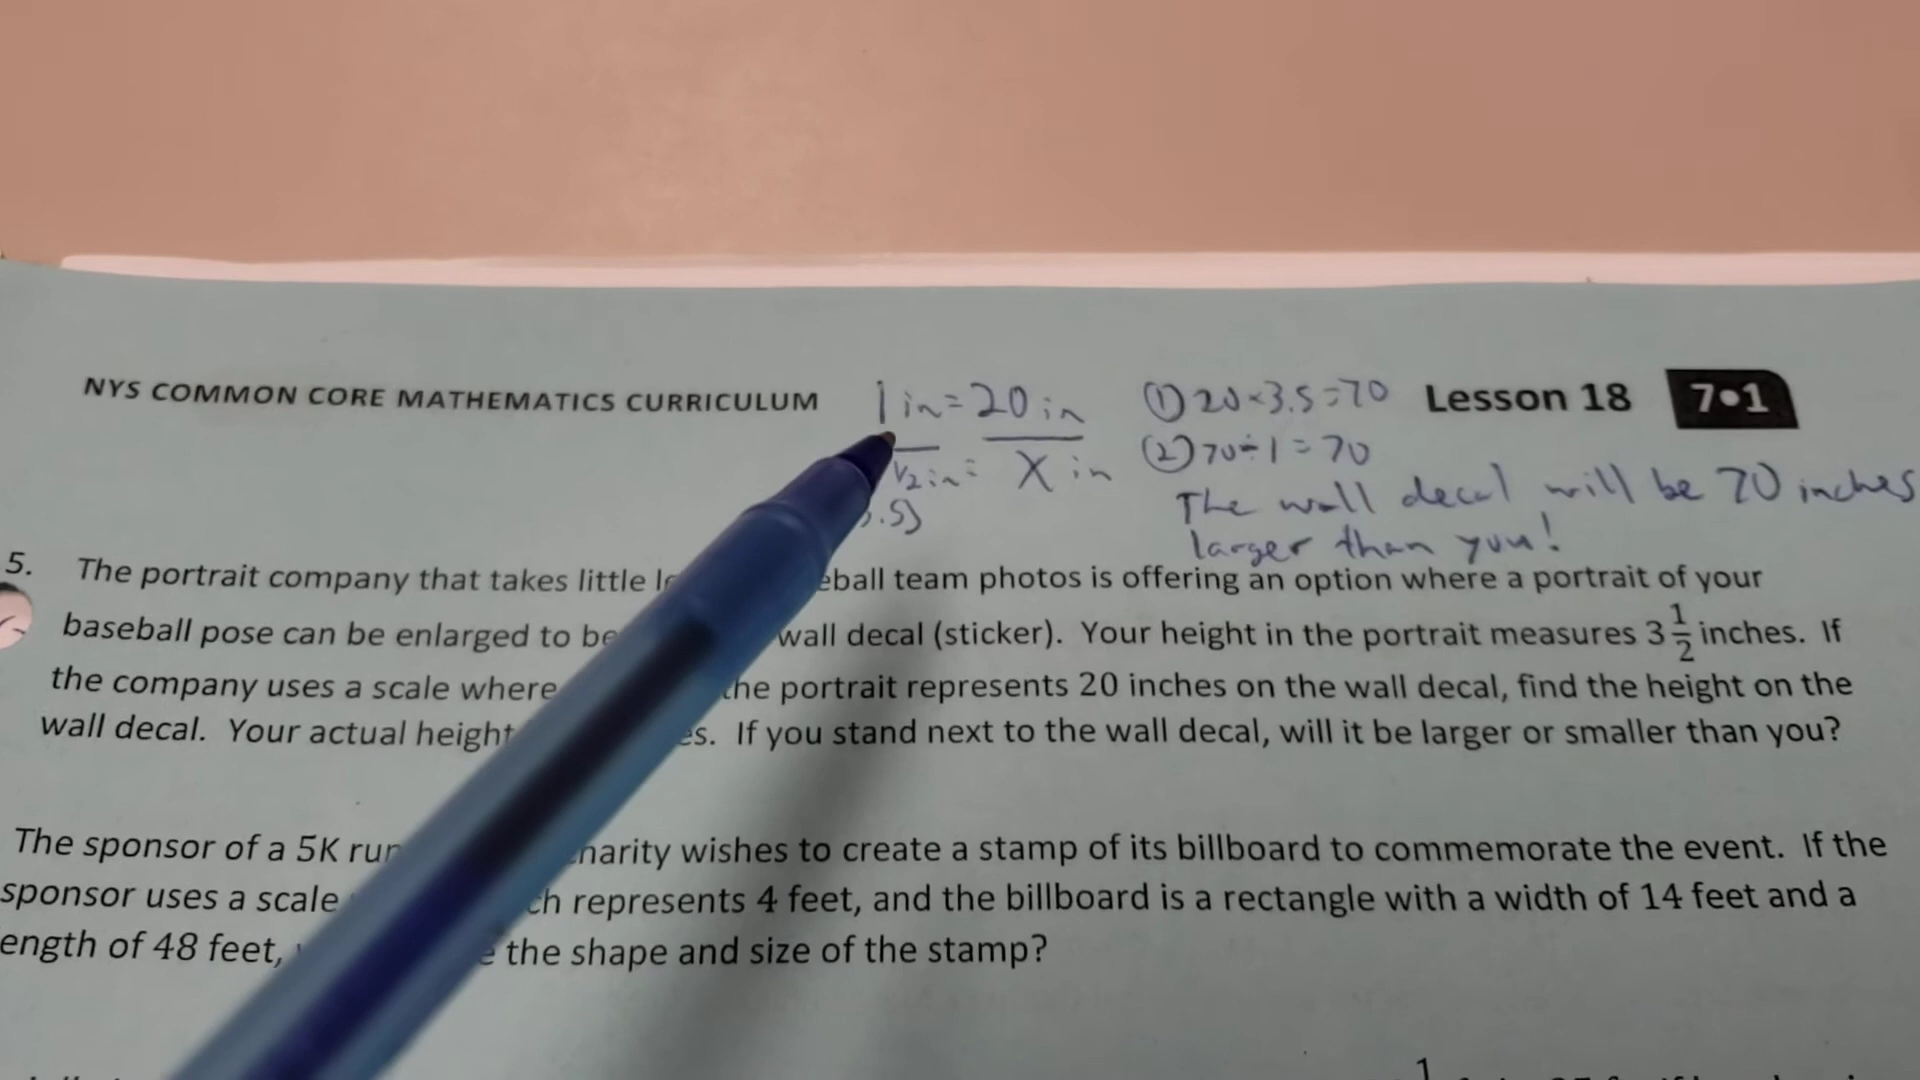 NYS COMMON CORE MATHEMATICS CURRICULUM
1 in = 20 in
1/2 in = X in
.5)
① 20 × 3.5 = 70
② 70 ÷ 1 = 70
The wall decal will be 70 inches
larger than you!
Lesson 18
7•1
5. The portrait company that takes little team photos is offering an option where a portrait of your
baseball pose can be enlarged to be wall decal (sticker). Your height in the portrait measures 3 1/2 inches. If
the company uses a scale where the portrait represents 20 inches on the wall decal, find the height on the
wall decal. Your actual height If you stand next to the wall decal, will it be larger or smaller than you?
The sponsor of a 5K wishes to create a stamp of its billboard to commemorate the event. If the
sponsor uses a scale represents 4 feet, and the billboard is a rectangle with a width of 14 feet and a
of 48 feet, the shape and size of the stamp?